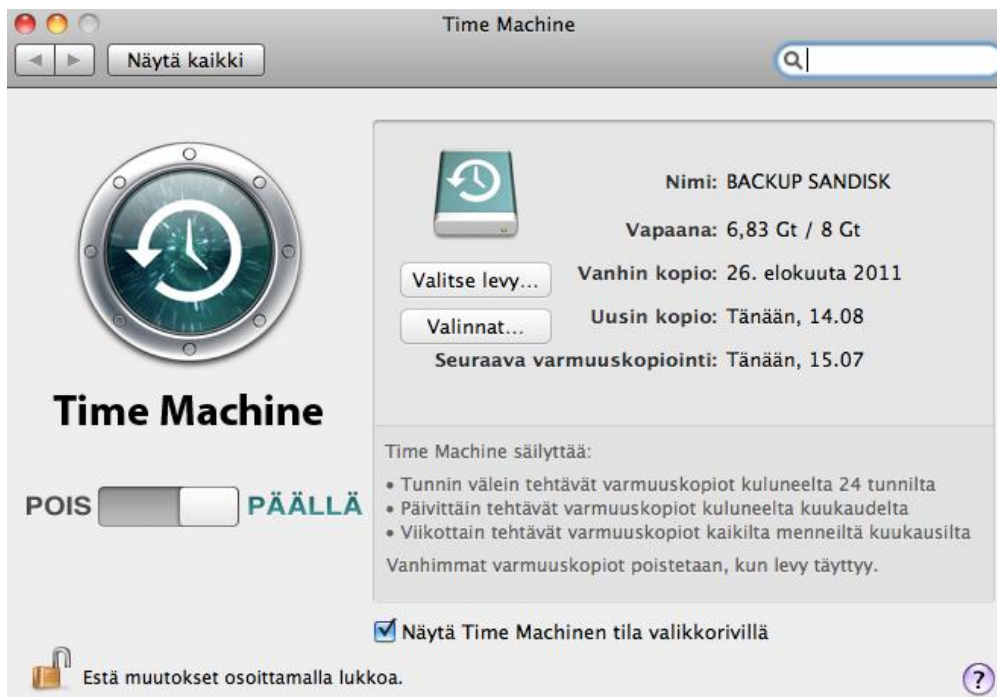 Time Machine
Näytä kaikki
Nimi: BACKUP SANDISK
Vapaana: 6,83 Gt / 8 Gt
Valitse levy...
Vanhin kopio: 26. elokuuta 2011
Valinnat...
Uusin kopio: Tänään, 14.08
Seuraava varmuuskopiointi: Tänään, 15.07
Time Machine
POIS PÄÄLLÄ
Time Machine säilyttää:
• Tunnin välein tehtävät varmuuskopiot kuluneelta 24 tunnilta
• Päivittäin tehtävät varmuuskopiot kuluneelta kuukaudelta
• Viikottain tehtävät varmuuskopiot kaikilta menneiltä kuukausilta
Vanhimmat varmuuskopiot poistetaan, kun levy täyttyy.
Näytä Time Machinen tila valikkorivillä
Estä muutokset osoittamalla lukkoa.
?